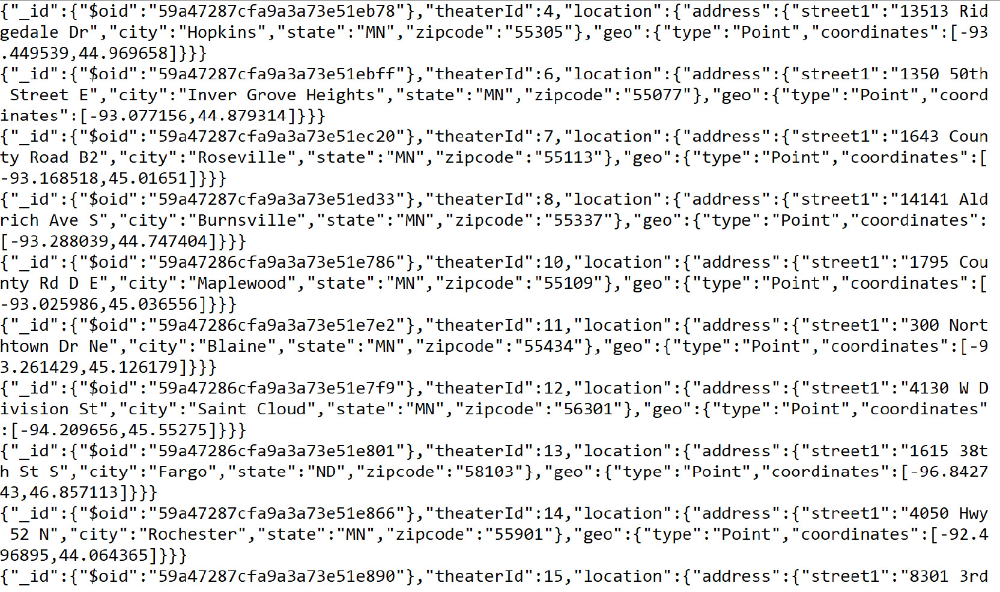 {"_id":{"$oid":"59a47287cfa9a3a73e51eb78"},"theaterId":4,"location":{"address":{"street1":"13513 Rid
gedale Dr","city":"Hopkins","state":"MN","zipcode":"55305"},"geo":{"type":"Point","coordinates":[-93
.449539,44.969658]}}}
{"_id":{"$oid":"59a47287cfa9a3a73e51ebff"},"theaterId":6,"location":{"address":{"street1":"1350 50th
 Street E","city":"Inver Grove Heights","state":"MN","zipcode":"55077"},"geo":{"type":"Point","coord
inates":[-93.077156,44.879314]}}}
{"_id":{"$oid":"59a47287cfa9a3a73e51ec20"},"theaterId":7,"location":{"address":{"street1":"1643 Coun
ty Road B2","city":"Roseville","state":"MN","zipcode":"55113"},"geo":{"type":"Point","coordinates":[
-93.168518,45.01651]}}}
{"_id":{"$oid":"59a47287cfa9a3a73e51ed33"},"theaterId":8,"location":{"address":{"street1":"14141 Ald
rich Ave S","city":"Burnsville","state":"MN","zipcode":"55337"},"geo":{"type":"Point","coordinates":
[-93.288039,44.747404]}}}
{"_id":{"$oid":"59a47286cfa9a3a73e51e786"},"theaterId":10,"location":{"address":{"street1":"1795 Cou
nty Rd D E","city":"Maplewood","state":"MN","zipcode":"55109"},"geo":{"type":"Point","coordinates":[
-93.025986,45.036556]}}}
{"_id":{"$oid":"59a47286cfa9a3a73e51e7e2"},"theaterId":11,"location":{"address":{"street1":"300 Nort
htown Dr Ne","city":"Blaine","state":"MN","zipcode":"55434"},"geo":{"type":"Point","coordinates":[-9
3.261429,45.126179]}}}
{"_id":{"$oid":"59a47286cfa9a3a73e51e7f9"},"theaterId":12,"location":{"address":{"street1":"4130 W D
ivision St","city":"Saint Cloud","state":"MN","zipcode":"56301"},"geo":{"type":"Point","coordinates"
:[-94.209656,45.55275]}}}
{"_id":{"$oid":"59a47286cfa9a3a73e51e801"},"theaterId":13,"location":{"address":{"street1":"1615 38t
h St S","city":"Fargo","state":"ND","zipcode":"58103"},"geo":{"type":"Point","coordinates":[-96.8427
43,46.857113]}}}
{"_id":{"$oid":"59a47287cfa9a3a73e51e866"},"theaterId":14,"location":{"address":{"street1":"4050 Hwy
 52 N","city":"Rochester","state":"MN","zipcode":"55901"},"geo":{"type":"Point","coordinates":[-92.4
96895,44.064365]}}}
{"_id":{"$oid":"59a47287cfa9a3a73e51e890"},"theaterId":15,"location":{"address":{"street1":"8301 3rd